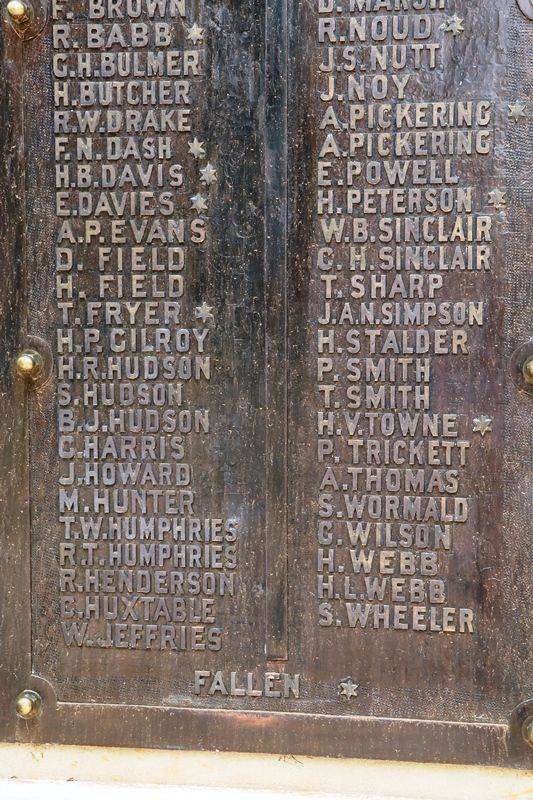 F. BROWN
R. BABB ✶
G.H. BULMER
H. BUTCHER
R.W. DRAKE
F.N. DASH ✶
H.B. DAVIS ✶
E. DAVIES ✶
A.P. EVANS
D. FIELD
H. FIELD
T. FRYER ✶
H.P. GILROY
H.R. HUDSON
S. HUDSON
B.J. HUDSON
C. HARRIS
J. HOWARD
M. HUNTER
T.W. HUMPHRIES
R.T. HUMPHRIES
R. HENDERSON
HUXTABLE
W. JEFFRIES
D. MARSH
R. NOUD ✶
J.S. NUTT
J. NOY
A. PICKERING ✶
A. PICKERING
E. POWELL
H. PETERSON ✶
W.B. SINCLAIR
C.H. SINCLAIR
T. SHARP
J.A.N. SIMPSON
H. STALDER
P. SMITH
T. SMITH
H.V. TOWNE ✶
P. TRICKETT
A. THOMAS
S. WORMALD
G. WILSON
H. WEBB
H.L. WEBB
S. WHEELER
FALLEN ✶